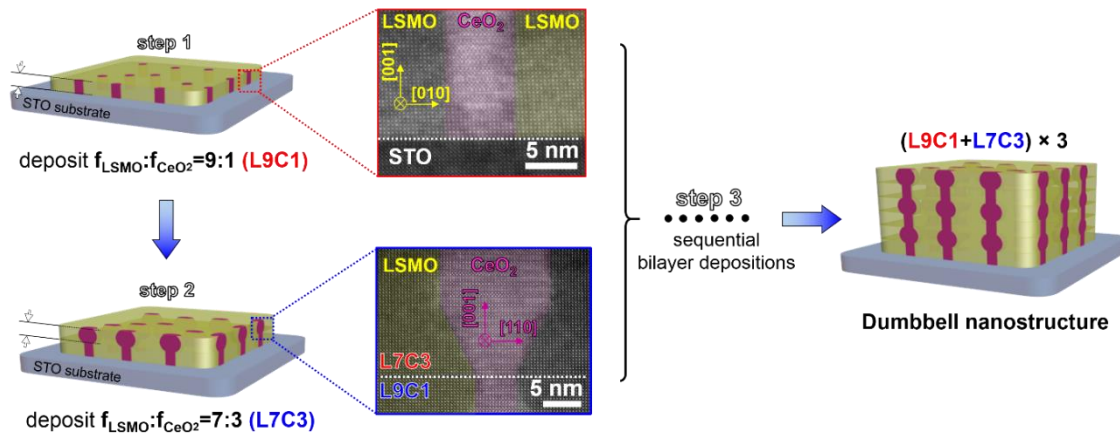 step 1
STO substrate
deposit fLSMO:fCeO2=9:1 (L9C1)
LSMO CeO2 LSMO
[001]
[010]
STO
5 nm
step 2
STO substrate
deposit fLSMO:fCeO2=7:3 (L7C3)
LSMO CeO2
[001]
[110]
L7C3
L9C1
5 nm
step 3
sequential
bilayer depositions
(L9C1+L7C3) × 3
Dumbbell nanostructure